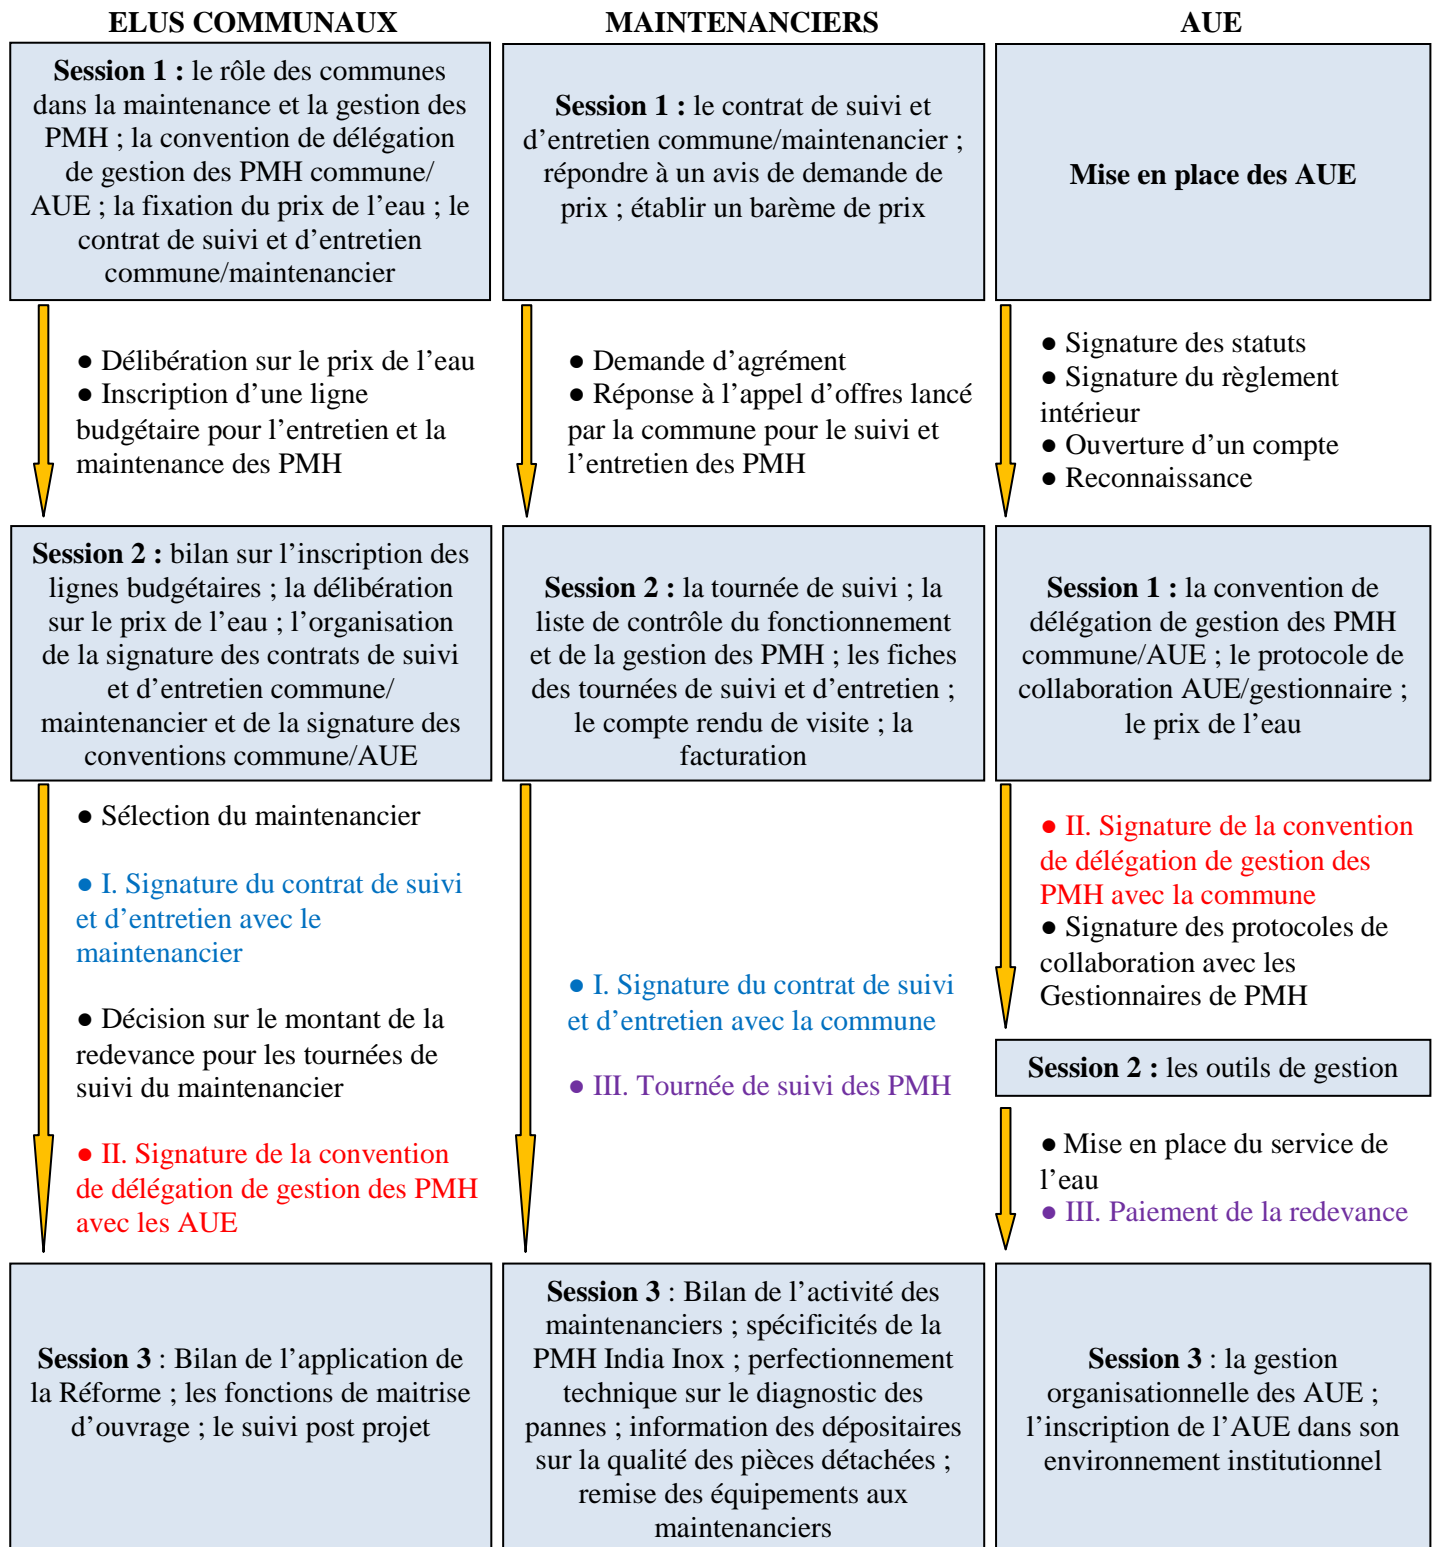 ELUS COMMUNAUX
MAINTENANCIERS
AUE
Session 1 : le rôle des communes
dans la maintenance et la gestion des
PMH ; la convention de délégation
de gestion des PMH commune/
AUE ; la fixation du prix de l’eau ; le
contrat de suivi et d’entretien
commune/maintenancier
Session 1 : le contrat de suivi et
d’entretien commune/maintenancier ;
répondre à un avis de demande de
prix ; établir un barème de prix
Mise en place des AUE
● Délibération sur le prix de l’eau
● Inscription d’une ligne
budgétaire pour l’entretien et la
maintenance des PMH
● Demande d’agrément
● Réponse à l’appel d’offres lancé
par la commune pour le suivi et
l’entretien des PMH
● Signature des statuts
● Signature du règlement
intérieur
● Ouverture d’un compte
● Reconnaissance
Session 2 : bilan sur l’inscription des
lignes budgétaires ; la délibération
sur le prix de l’eau ; l’organisation
de la signature des contrats de suivi
et d’entretien commune/
maintenancier et de la signature des
conventions commune/AUE
Session 2 : la tournée de suivi ; la
liste de contrôle du fonctionnement
et de la gestion des PMH ; les fiches
des tournées de suivi et d’entretien ;
le compte rendu de visite ; la
facturation
Session 1 : la convention de
délégation de gestion des PMH
commune/AUE ; le protocole de
collaboration AUE/gestionnaire ;
le prix de l’eau
● Sélection du maintenancier
● I. Signature du contrat de suivi
et d’entretien avec le
maintenancier
● Décision sur le montant de la
redevance pour les tournées de
suivi du maintenancier
● II. Signature de la convention
de délégation de gestion des PMH
avec les AUE
● I. Signature du contrat de suivi
et d’entretien avec la commune
● III. Tournée de suivi des PMH
● II. Signature de la convention
de délégation de gestion des
PMH avec la commune
● Signature des protocoles de
collaboration avec les
Gestionnaires de PMH
Session 2 : les outils de gestion
● Mise en place du service de
l’eau
● III. Paiement de la redevance
Session 3 : Bilan de l’application de
la Réforme ; les fonctions de maitrise
d’ouvrage ; le suivi post projet
Session 3 : Bilan de l’activité des
maintenanciers ; spécificités de la
PMH India Inox ; perfectionnement
technique sur le diagnostic des
pannes ; information des dépositaires
sur la qualité des pièces détachées ;
remise des équipements aux
maintenanciers
Session 3 : la gestion
organisationnelle des AUE ;
l’inscription de l’AUE dans son
environnement institutionnel